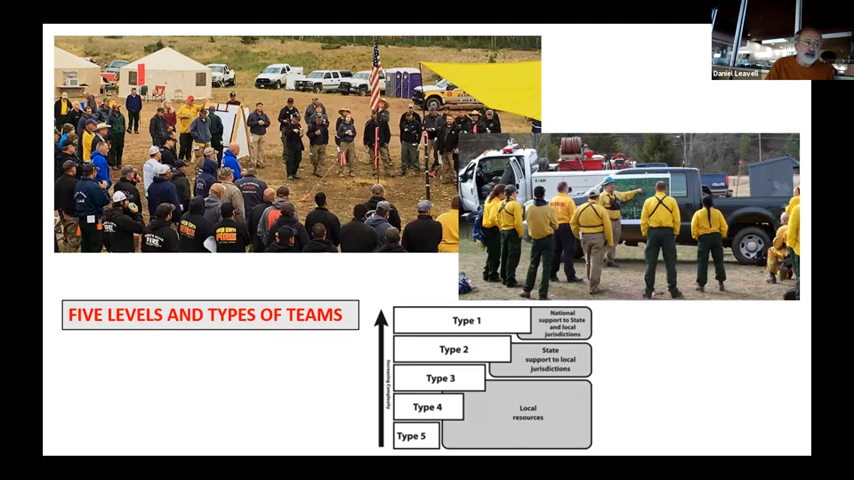 Daniel Leavell
FIVE LEVELS AND TYPES OF TEAMS
Type 1
National
support to State
and local
jurisdictions
Type 2
State
support to local
jurisdictions
Type 3
Type 4
Local
resources
Type 5
Increasing Complexity